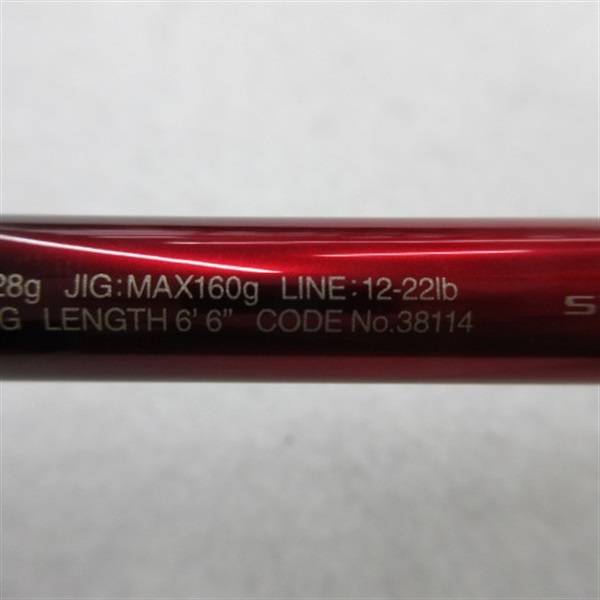 28g JIG:MAX160g LINE:12-22lb
G LENGTH 6' 6" CODE No.38114
S